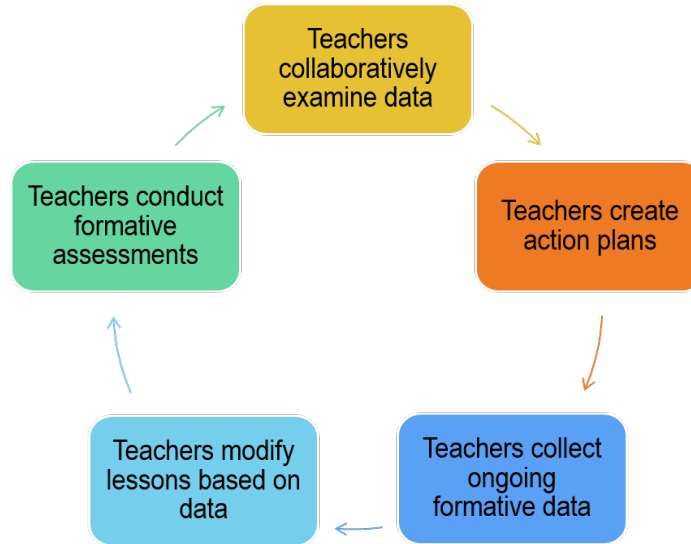 Teachers
collaboratively
examine data
Teachers create
action plans
Teachers collect
ongoing
formative data
Teachers modify
lessons based on
data
Teachers conduct
formative
assessments